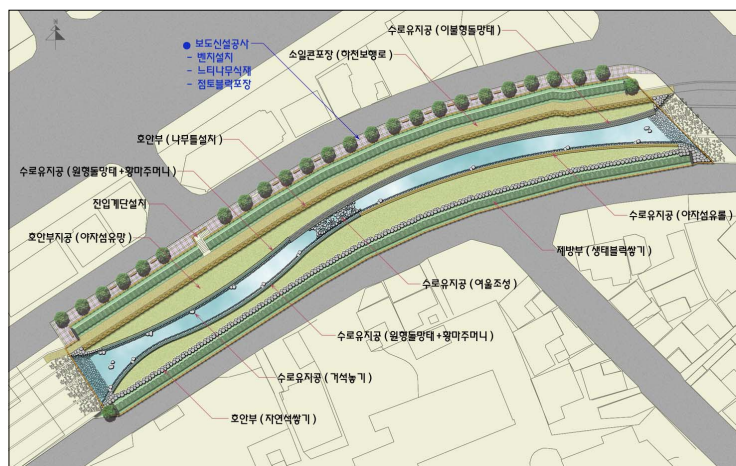 수로유지공 (이불형돌망태)
● 보도신설공사
- 벤치설치
- 느티나무식재
- 점토블럭포장
소일콘포장 (하천보행로)
호안부 (나무틀설치)
수로유지공 (원형돌망태+황마주머니)
진입계단설치
호안부지공 (야자섬유망)
수로유지공 (야자섬유롤)
제방부 (생태블럭쌓기)
수로유지공 (여울조성)
수로유지공 (원형돌망태+황마주머니)
수로유지공 (거석놓기)
호안부 (자연석쌓기)